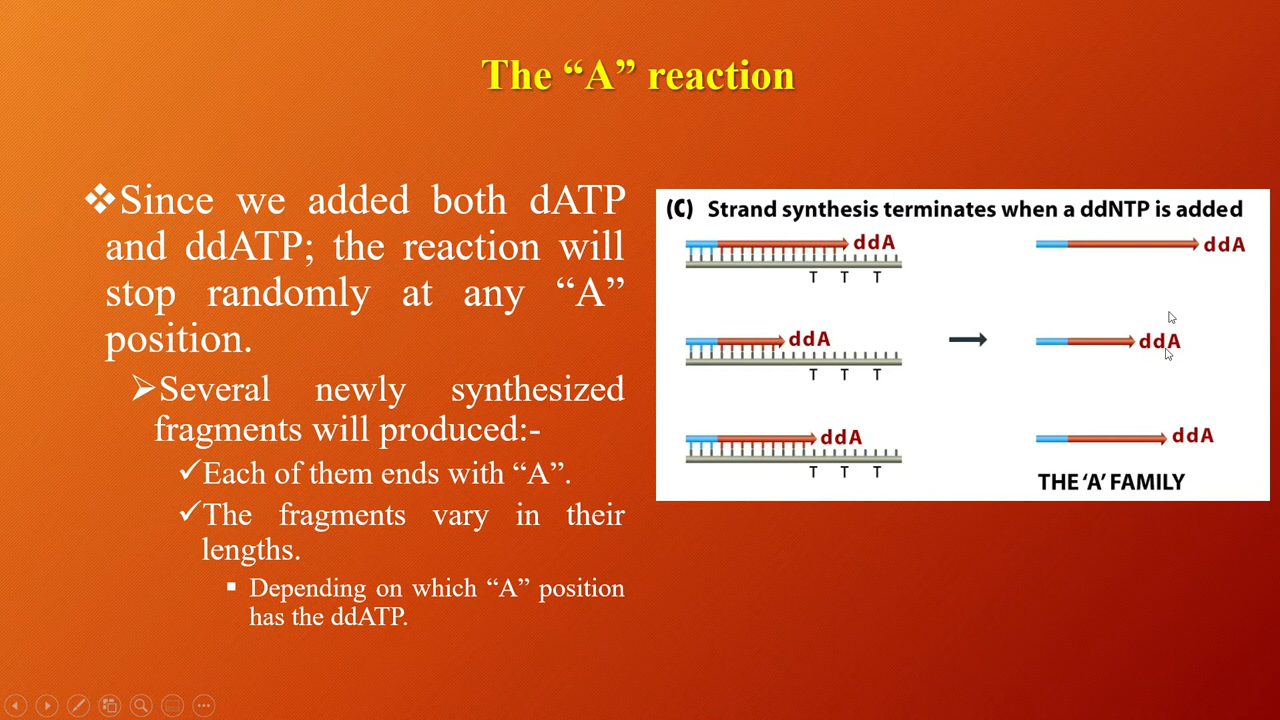 The “A” reaction
❖Since we added both dATP
and ddATP; the reaction will
stop randomly at any “A”
position.
➢Several newly synthesized
fragments will produced:-
✓Each of them ends with “A”.
✓The fragments vary in their
lengths.
▪ Depending on which “A” position
has the ddATP.
(C) Strand synthesis terminates when a ddNTP is added
ddA
T T T
ddA
T T T
ddA
T T T
ddA
ddA
ddA
THE ‘A’ FAMILY